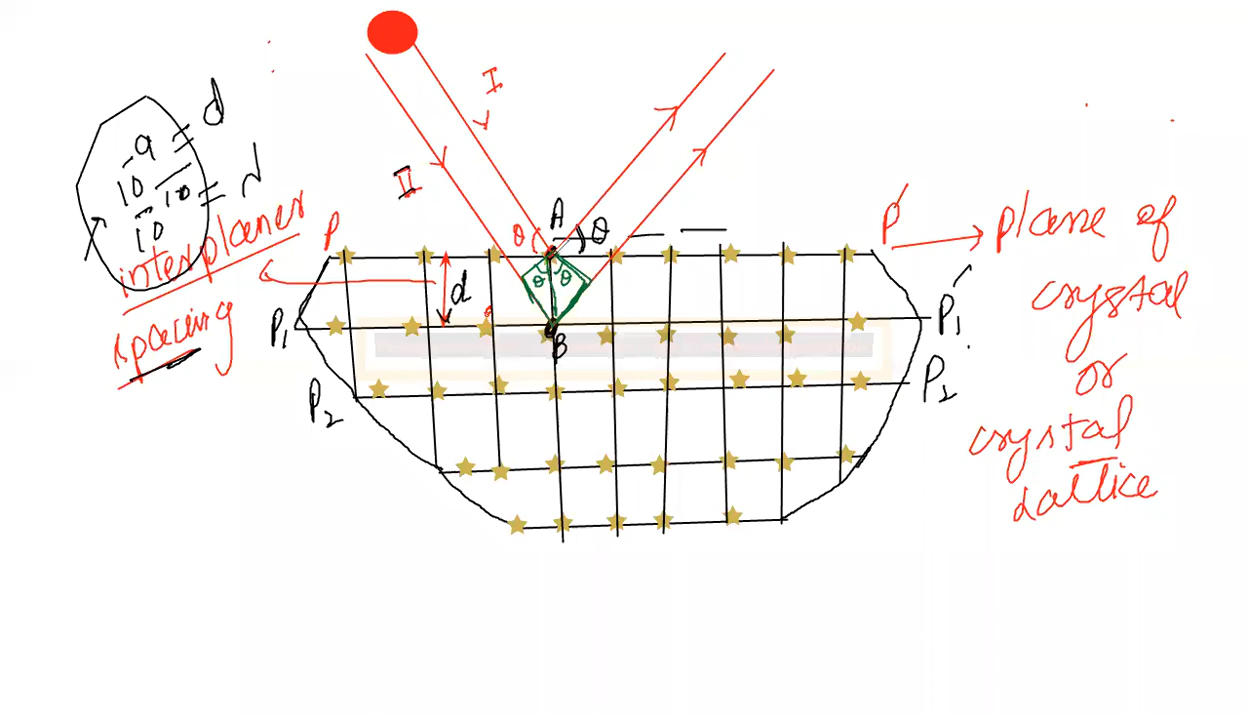 I
II
9 = d
10 10 = d
10
interplaner
spacing
P
θ
A
θ
P'
plane of
crystal
or
crystal
Lattice
d
θ θ
P1
B
P1'
P2
P2'